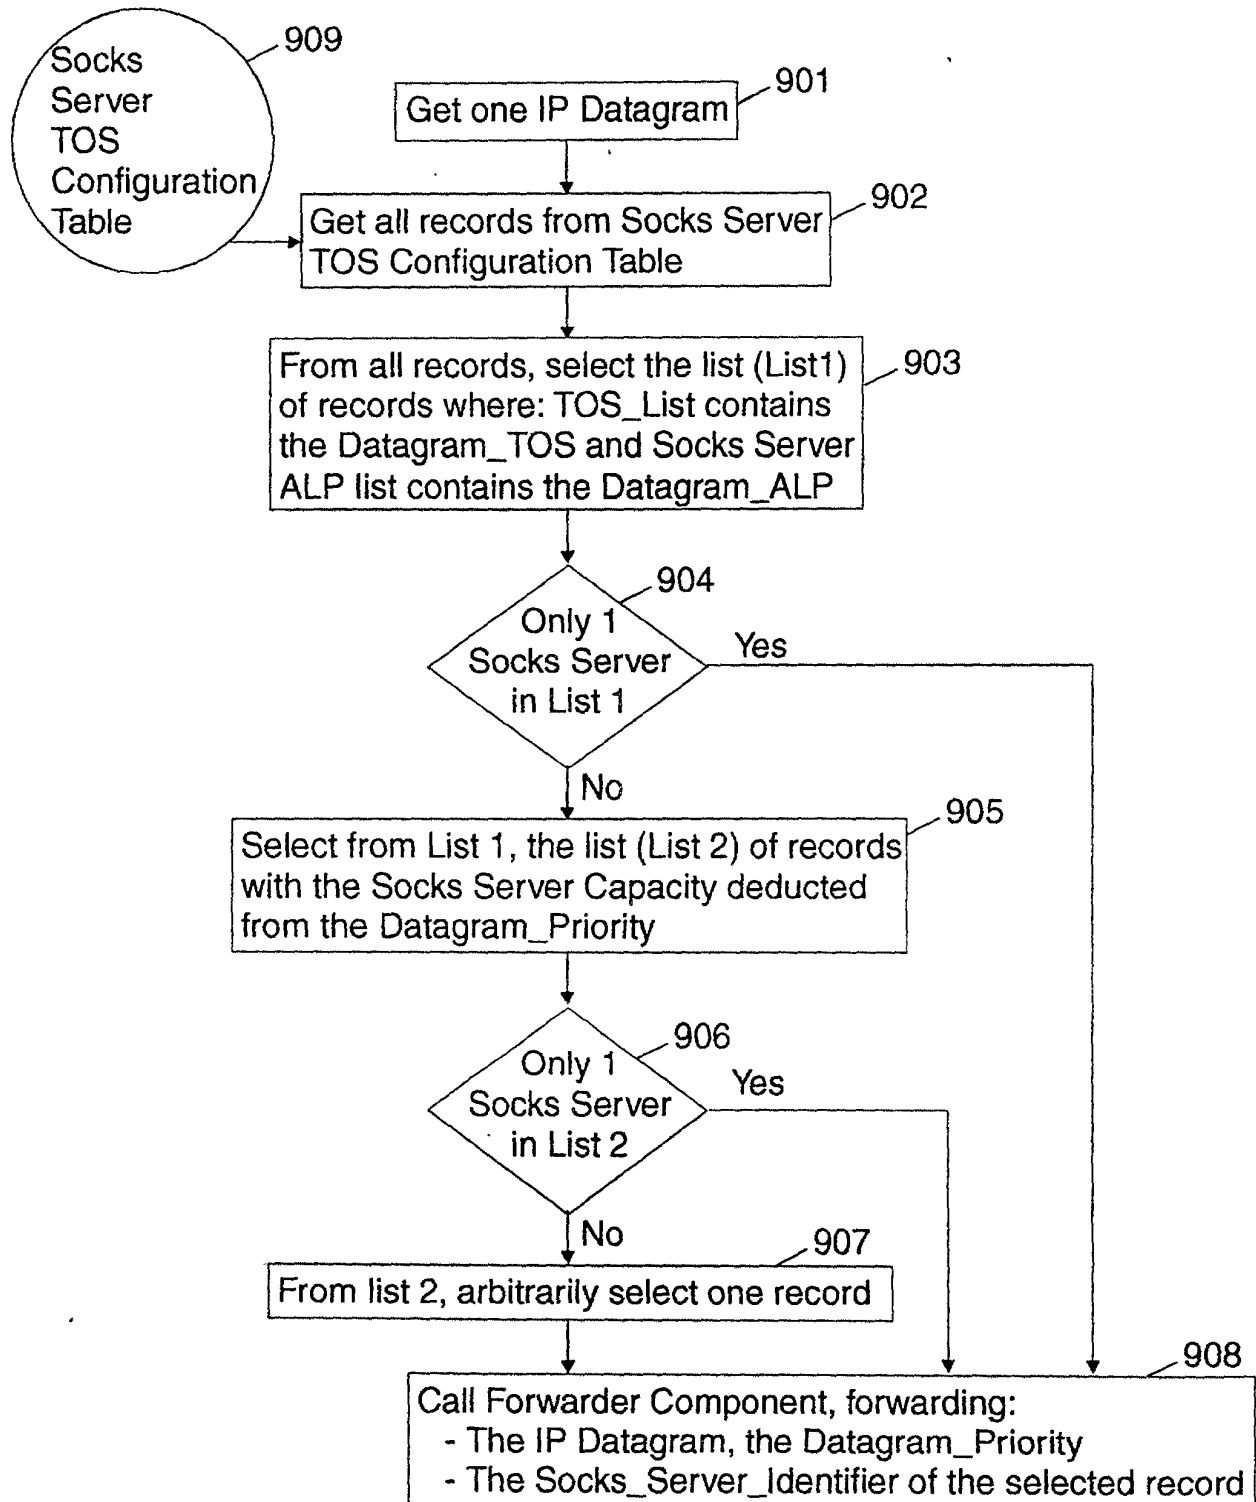 909
Socks
Server
TOS
Configuration
Table
901
Get one IP Datagram
902
Get all records from Socks Server
TOS Configuration Table
903
From all records, select the list (List1)
of records where: TOS_List contains
the Datagram_TOS and Socks Server
ALP list contains the Datagram_ALP
904
Only 1
Socks Server
in List 1
Yes
No
905
Select from List 1, the list (List 2) of records
with the Socks Server Capacity deducted
from the Datagram_Priority
906
Only 1
Socks Server
in List 2
Yes
No
907
From list 2, arbitrarily select one record
908
Call Forwarder Component, forwarding:
- The IP Datagram, the Datagram_Priority
- The Socks_Server_Identifier of the selected record